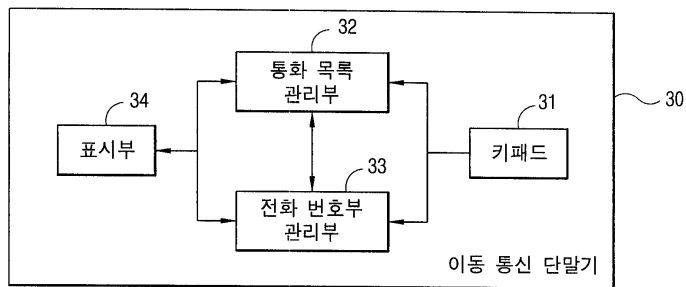 32
통화 목록
관리부
34
표시부
31
키패드
30
33
전화 번호부
관리부
이동 통신 단말기